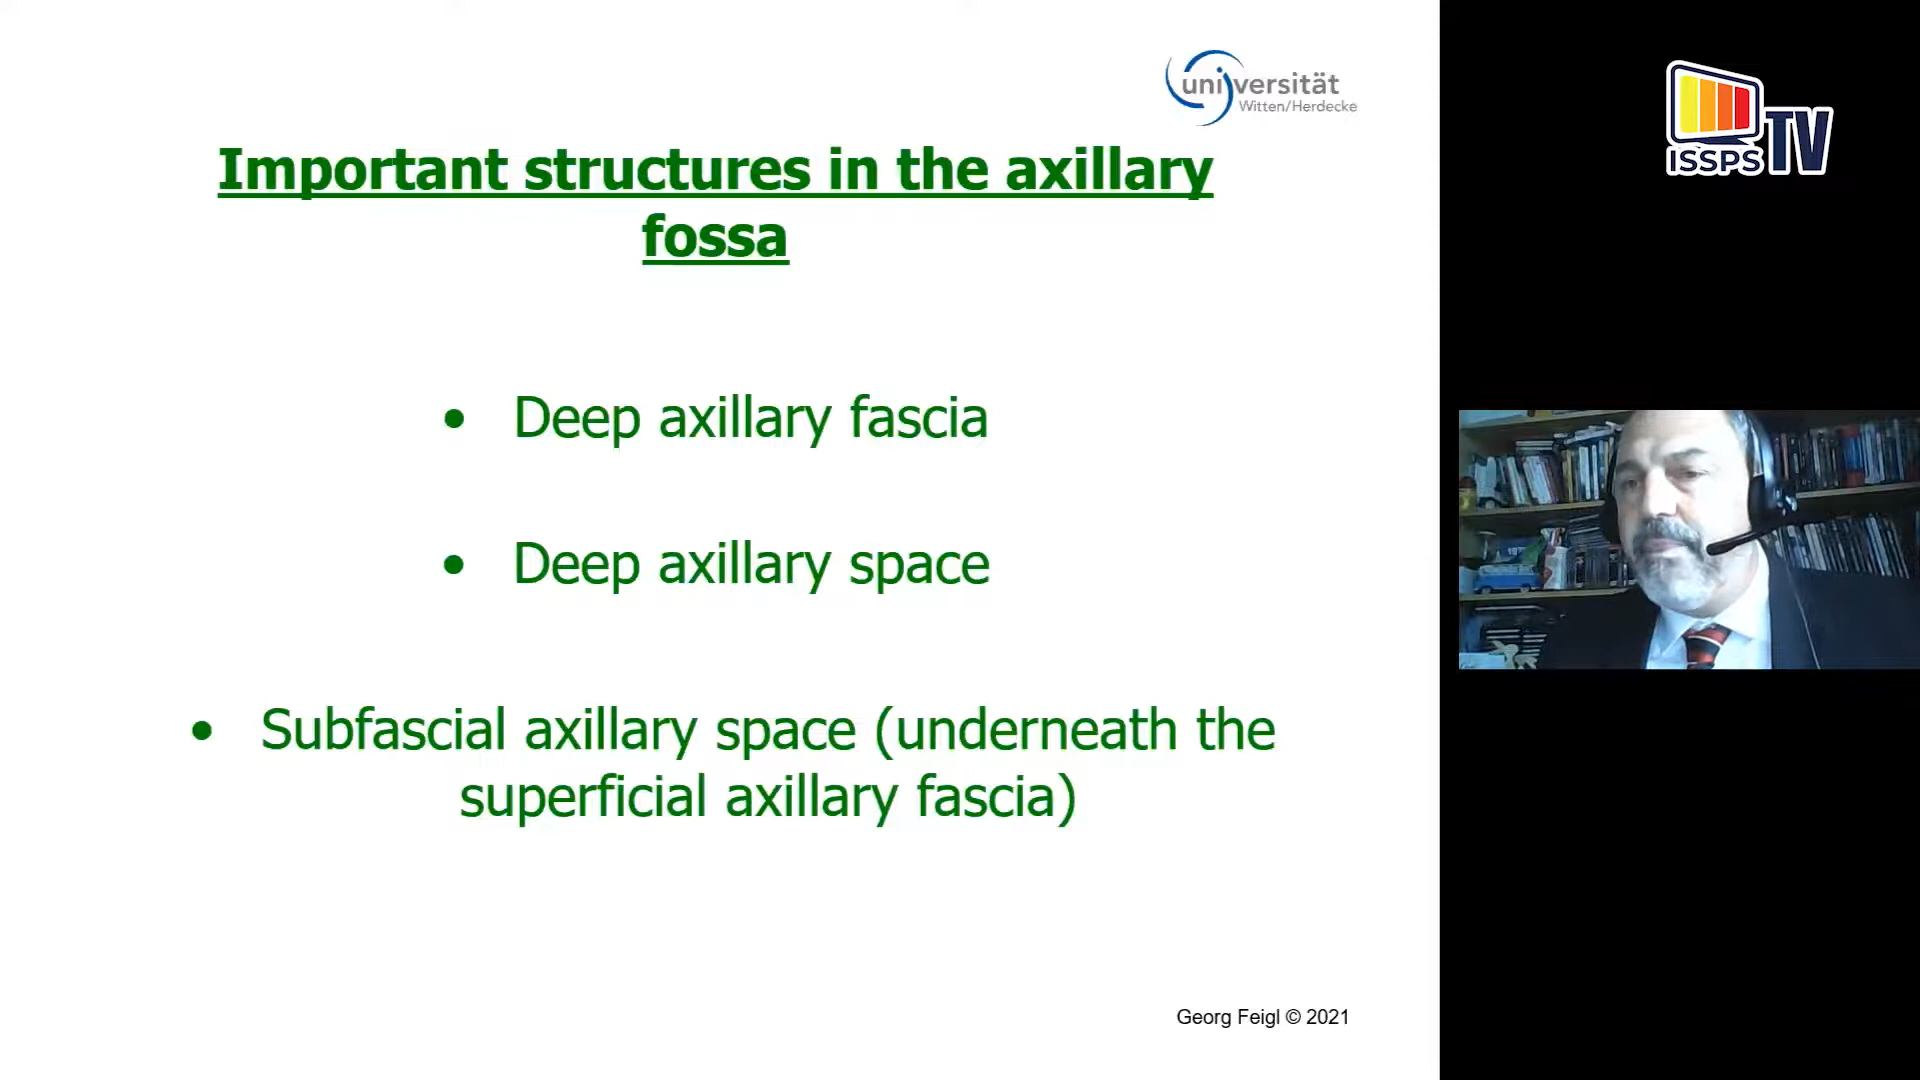 universität
Witten/Herdecke
ISSPS TV
Important structures in the axillary
fossa
• Deep axillary fascia
• Deep axillary space
• Subfascial axillary space (underneath the
superficial axillary fascia)
Georg Feigl © 2021